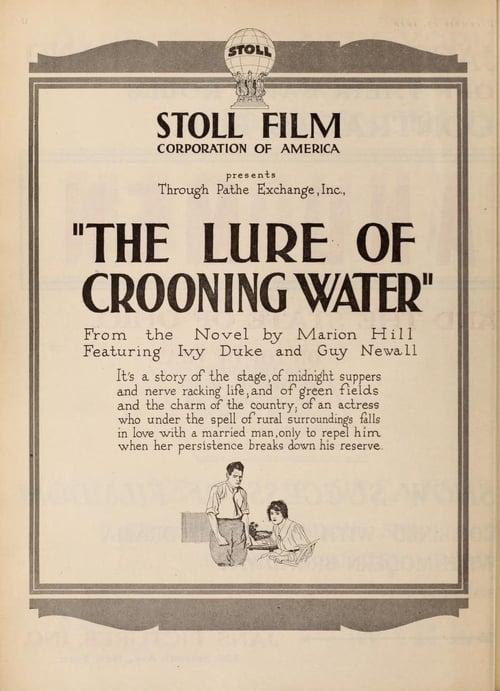 STOLL
STOLL FILM
CORPORATION OF AMERICA
presents
Through Pathe Exchange, Inc.,
"THE LURE OF
CROONING WATER"
From the Novel by Marion Hill
Featuring Ivy Duke and Guy Newall
It's a story of the stage, of midnight suppers
and nerve racking life, and of green fields
and the charm of the country, of an actress
who under the spell of rural surroundings falls
in love with a married man, only to repel him
when her persistence breaks down his reserve.